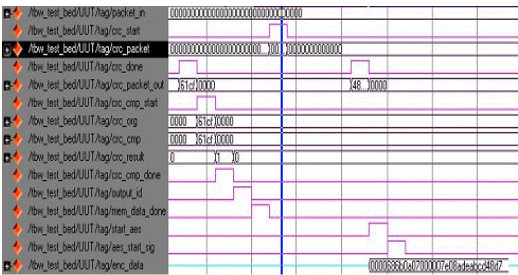 /tbw_test_bed/UUT/tag/packet_in 00000000000000000000000000000000
/tbw_test_bed/UUT/tag/crc_start
/tbw_test_bed/UUT/tag/crc_packet
/tbw_test_bed/UUT/tag/crc_done
/tbw_test_bed/UUT/tag/crc_packet_out 61cf 0000 48... 0000
/tbw_test_bed/UUT/tag/crc_cmp_start
/tbw_test_bed/UUT/tag/crc_org 0000 61cf 0000
/tbw_test_bed/UUT/tag/crc_cmp 0000 61cf 0000
/tbw_test_bed/UUT/tag/crc_result 0 1 0
/tbw_test_bed/UUT/tag/crc_cmp_done
/tbw_test_bed/UUT/tag/output_id
/tbw_test_bed/UUT/tag/mem_data_done
/tbw_test_bed/UUT/tag/start_aes
/tbw_test_bed/UUT/tag/aes_start_sig
/tbw_test_bed/UUT/tag/enc_data